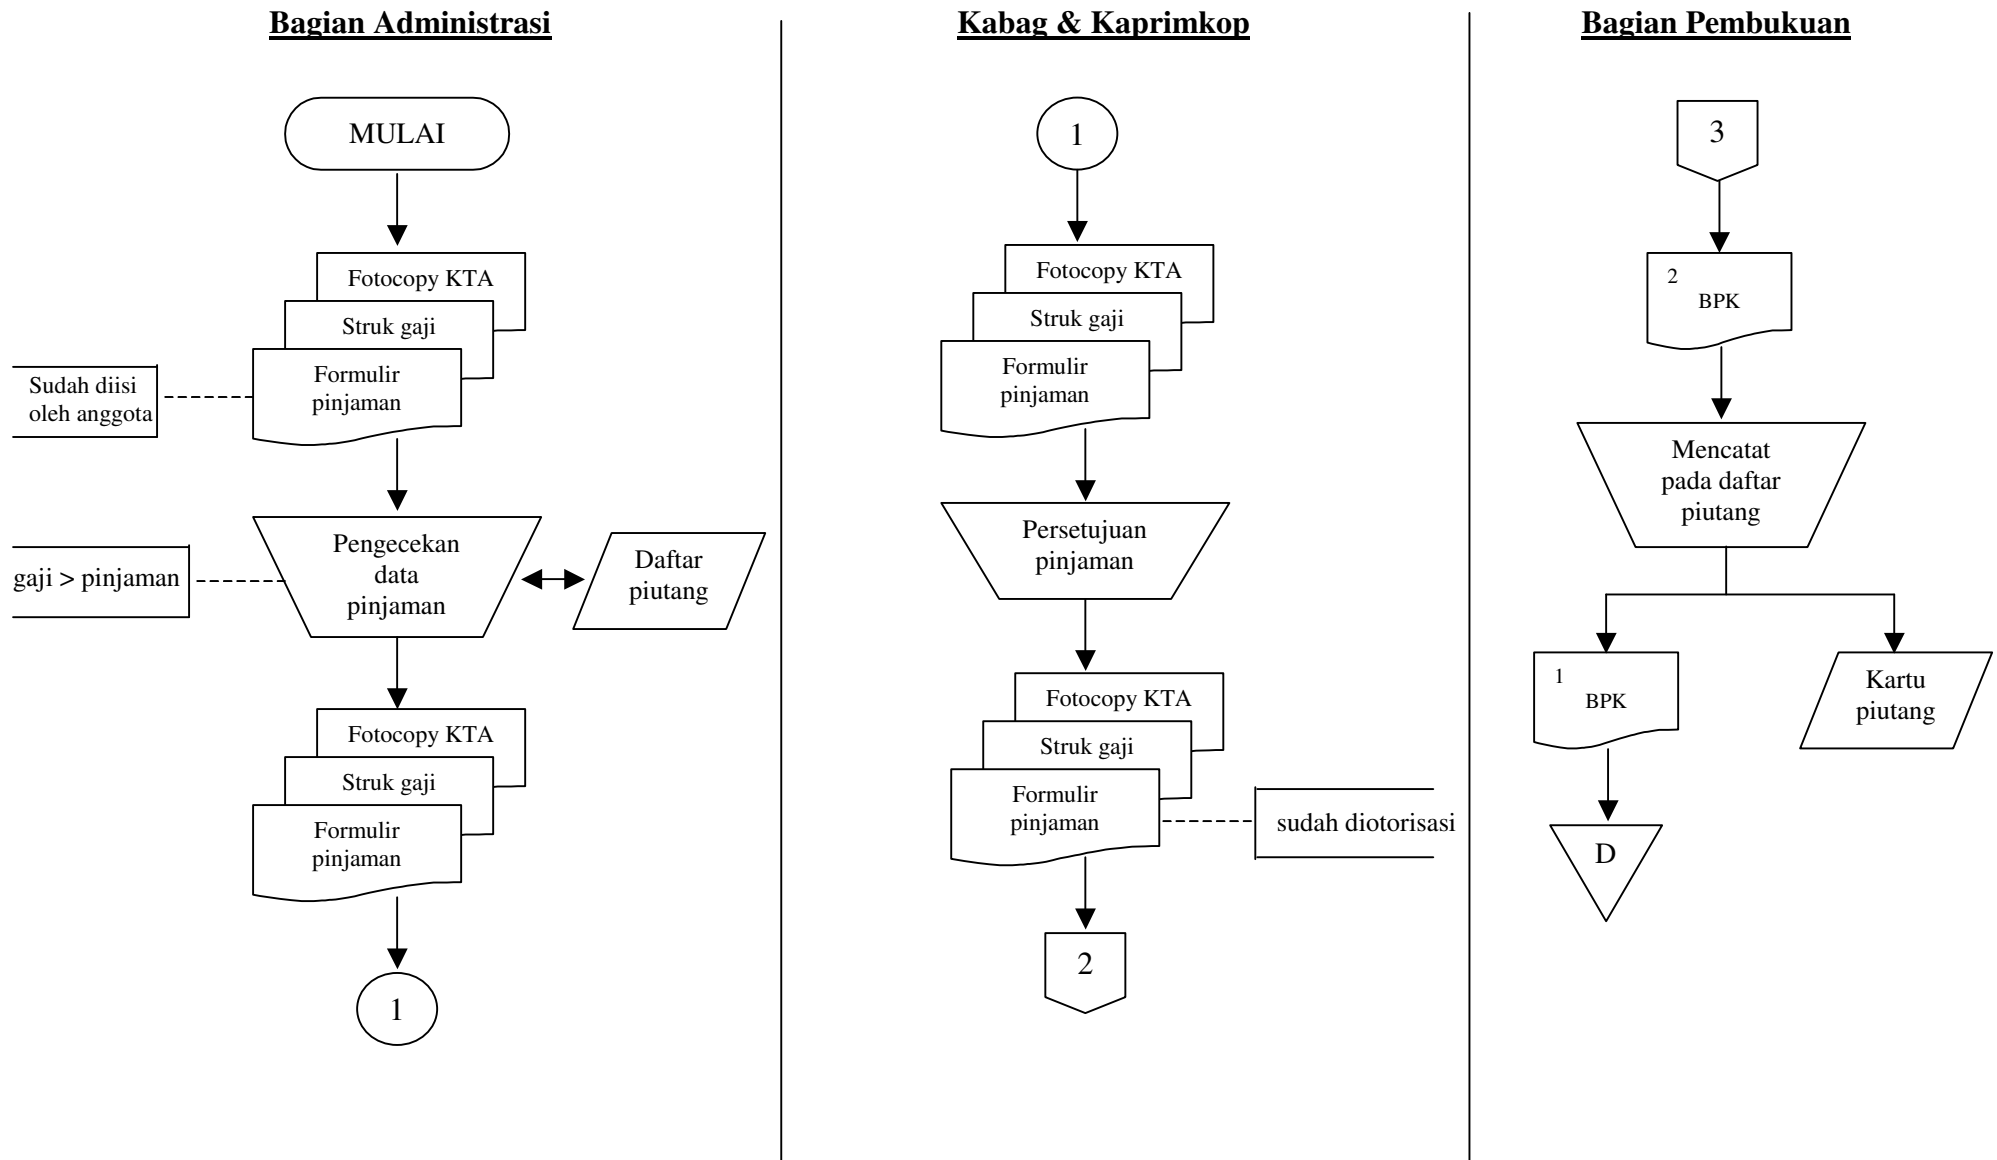 Bagian Administrasi
MULAI
Fotocopy KTA
Struk gaji
Formulir
pinjaman
Sudah diisi
oleh anggota
Pengecekan
data
pinjaman
gaji > pinjaman
Daftar
piutang
Fotocopy KTA
Struk gaji
Formulir
pinjaman
1
Kabag & Kaprimkop
1
Fotocopy KTA
Struk gaji
Formulir
pinjaman
Persetujuan
pinjaman
Fotocopy KTA
Struk gaji
Formulir
pinjaman
sudah diotorisasi
2
Bagian Pembukuan
3
2
BPK
Mencatat
pada daftar
piutang
1
BPK
Kartu
piutang
D